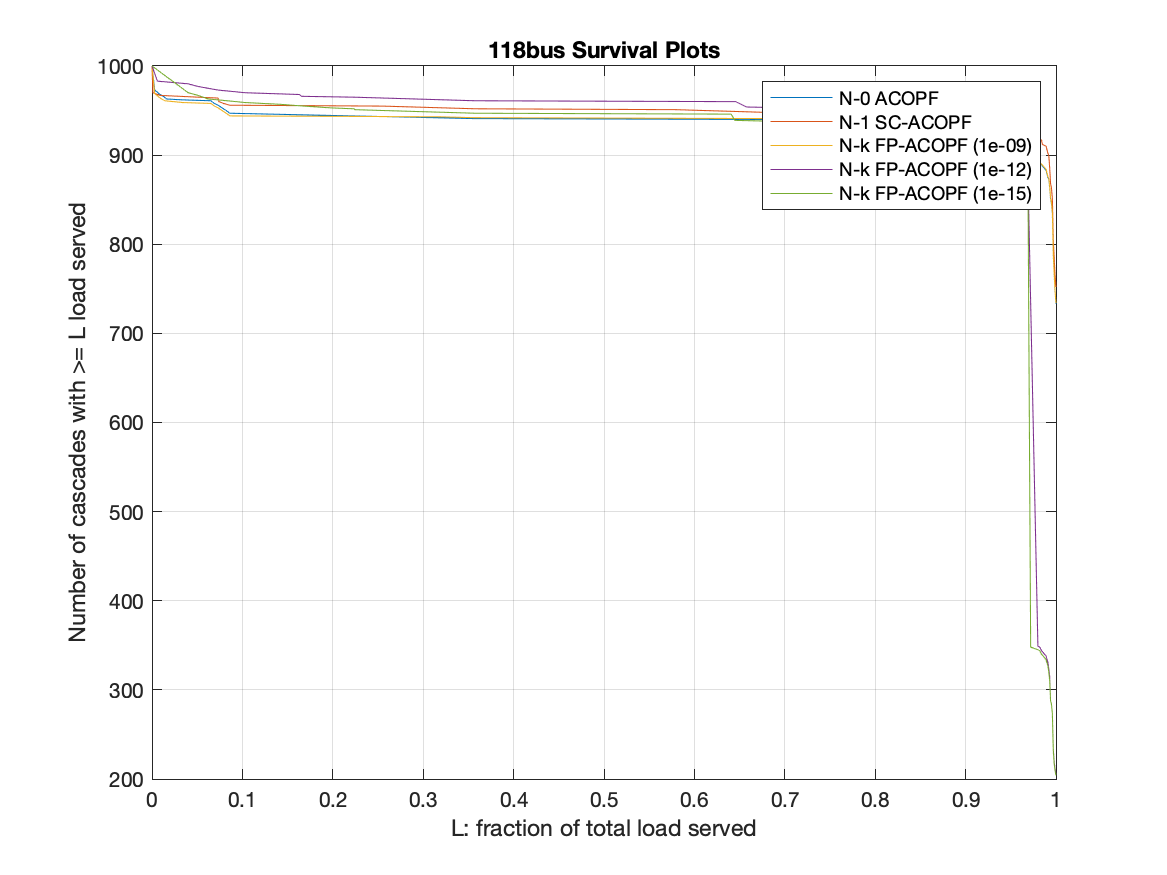 118bus Survival Plots
1000
900
800
700
600
500
400
300
200
Number of cascades with >= L load served
N-0 ACOPF
N-1 SC-ACOPF
N-k FP-ACOPF (1e-09)
N-k FP-ACOPF (1e-12)
N-k FP-ACOPF (1e-15)
0 0.1 0.2 0.3 0.4 0.5 0.6 0.7 0.8 0.9 1
L: fraction of total load served